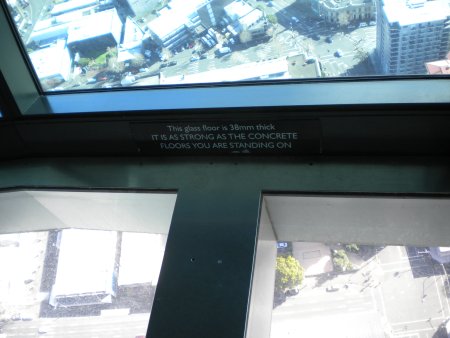 This glass floor is 38mm thick
IT IS AS STRONG AS THE CONCRETE
FLOORS YOU ARE STANDING ON